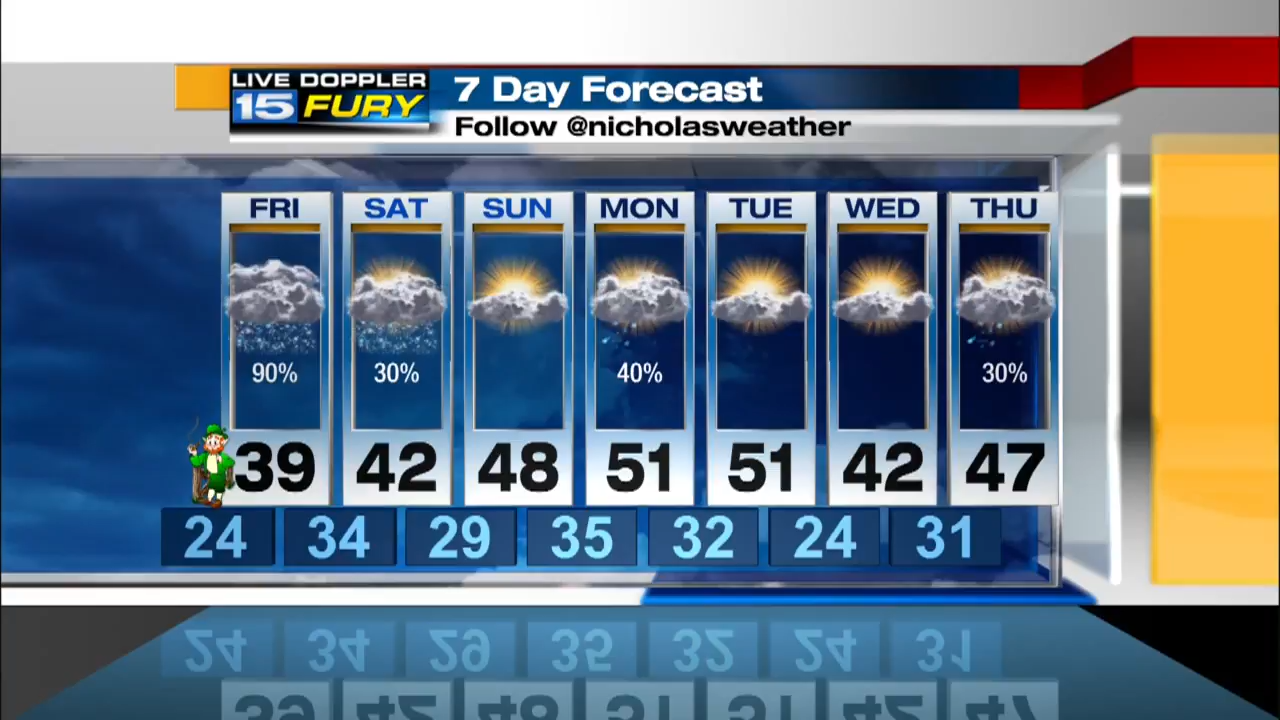 LIVE DOPPLER
15 FURY
7 Day Forecast
Follow @nicholasweather
FRI SAT SUN MON TUE WED THU
90% 30% 40% 30%
39 42 48 51 51 42 47
24 34 29 35 32 24 31